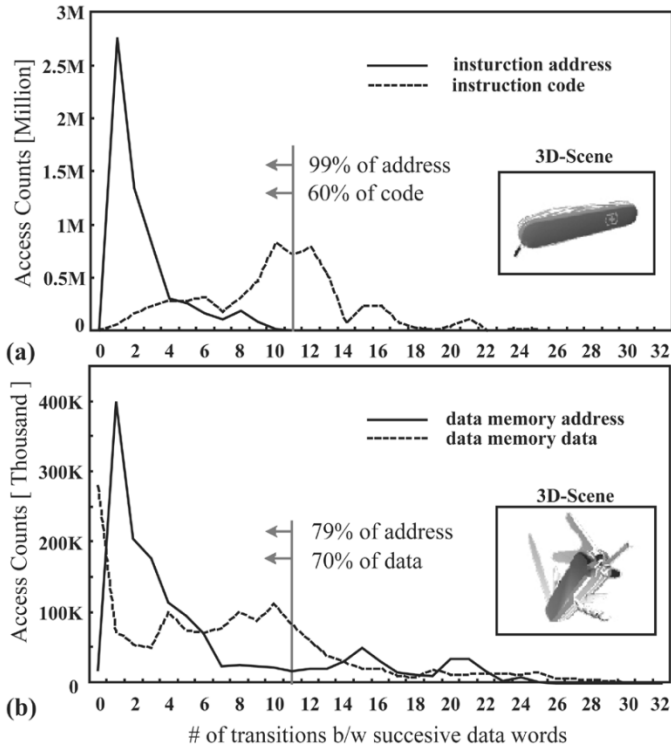 3M
2.5M
2M
1.5M
1M
0.5M
0
Access Counts [Million]
insturction address
instruction code
99% of address
60% of code
3D-Scene
(a)
0 2 4 6 8 10 12 14 16 18 20 22 24 26 28 30 32
400K
300K
200K
100K
0
Access Counts [ Thousand ]
data memory address
data memory data
79% of address
70% of data
3D-Scene
(b)
0 2 4 6 8 10 12 14 16 18 20 22 24 26 28 30 32
# of transitions b/w succesive data words